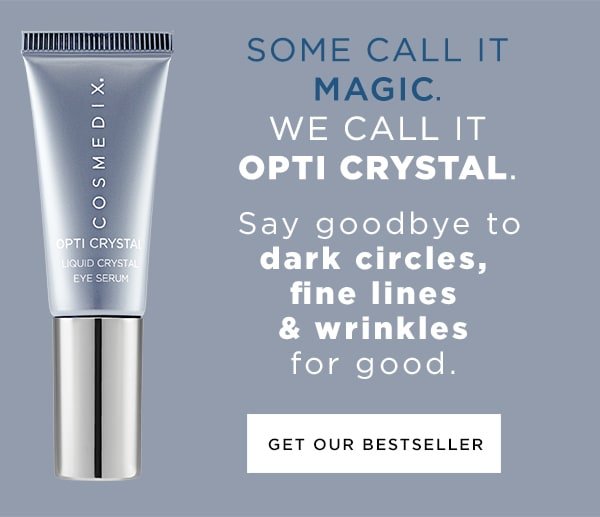 COSMEDIX®
OPTI CRYSTAL
LIQUID CRYSTAL
EYE SERUM
SOME CALL IT
MAGIC.
WE CALL IT
OPTI CRYSTAL.
Say goodbye to
dark circles,
fine lines
& wrinkles
for good.
GET OUR BESTSELLER